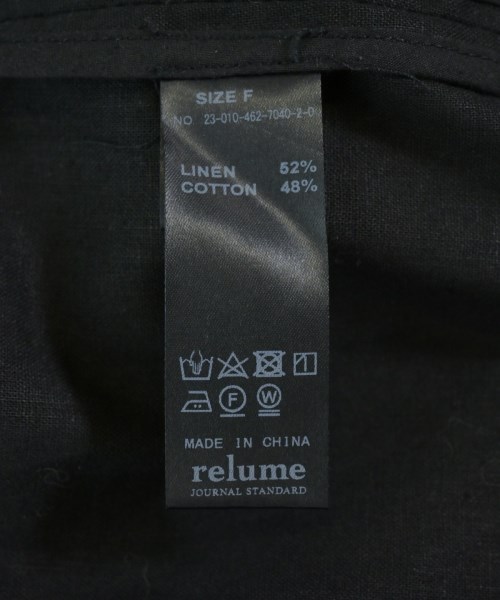 SIZE F
NO 23-010-462-7040-2-0
LINEN 52%
COTTON 48%
F W
MADE IN CHINA
relume
JOURNAL STANDARD